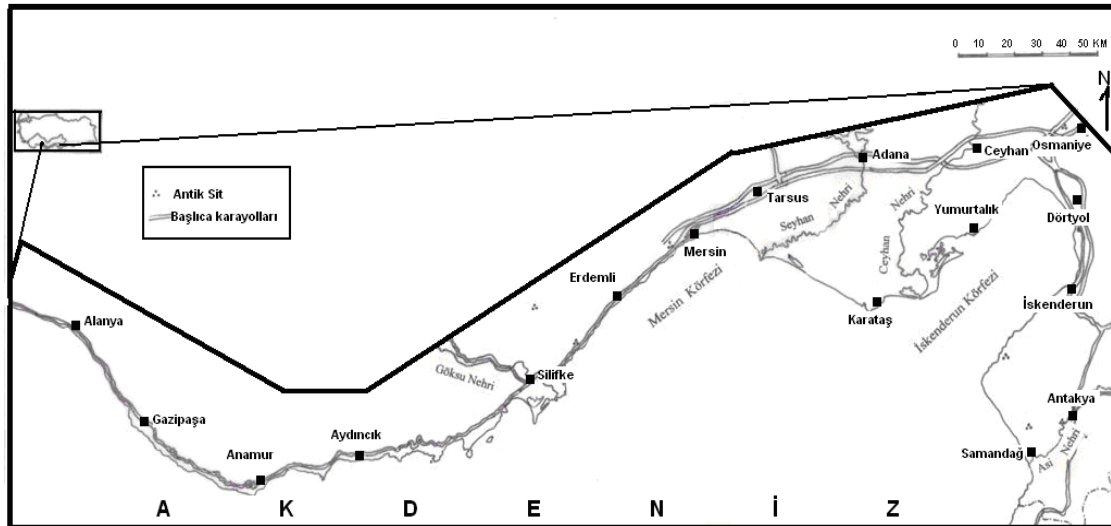 0 10 20 30 40 50 KM
N
Antik Sit
Başlıca karayolları
Osmaniye
Ceyhan
Adana
Tarsus
Seyhan
Nehri
Ceyhan
Nehri
Yumurtalık
Dörtyol
Mersin
Erdemli
Mersin Körfezi
Karataş
İskenderun Körfezi
İskenderun
Alanya
Göksu Nehri
Silifke
Gazipaşa
Aydıncık
Anamur
Antakya
Samandağ
Asi
Nehri
A K D E N İ Z